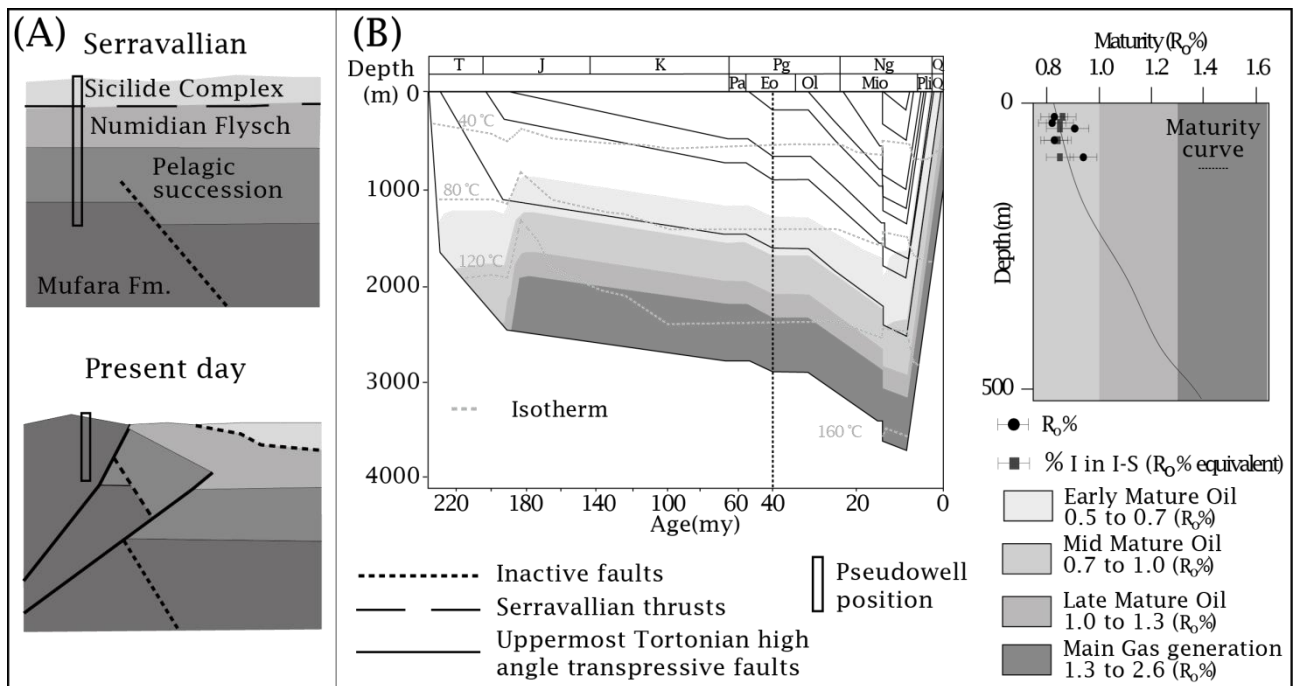 (A)
Serravallian
Sicilide Complex
Numidian Flysch
Pelagic
succession
Mufara Fm.
Present day
(B)
Depth
(m)
T J K Pg Ng Q
Pa Eo Ol Mio Pli Q
0
1000
2000
3000
4000
40 °C
80 °C
120 °C
160 °C
Isotherm
220 180 140 100 60 40 20 0
Age(my)
Inactive faults
Serravallian thrusts
Uppermost Tortonian high
angle transpressive faults
Pseudowell
position
Maturity (Ro%)
0.8 1.0 1.2 1.4 1.6
0
500
Depth(m)
Maturity
curve
Ro%
% I in I-S (Ro% equivalent)
Early Mature Oil
0.5 to 0.7 (Ro%)
Mid Mature Oil
0.7 to 1.0 (Ro%)
Late Mature Oil
1.0 to 1.3 (Ro%)
Main Gas generation
1.3 to 2.6 (Ro%)